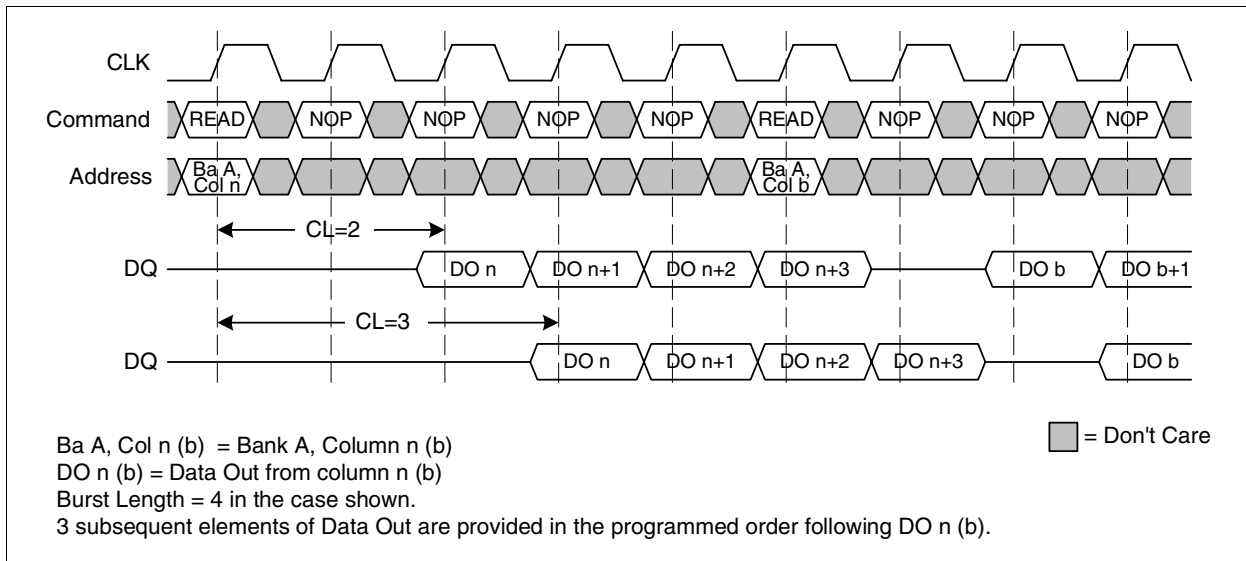 CLK
Command READ NOP NOP NOP NOP READ NOP NOP NOP
Address Ba A, Col n Ba A, Col b
CL=2
DQ DO n DO n+1 DO n+2 DO n+3 DO b DO b+1
CL=3
DQ DO n DO n+1 DO n+2 DO n+3 DO b
Ba A, Col n (b) = Bank A, Column n (b)
= Don't Care
DO n (b) = Data Out from column n (b)
Burst Length = 4 in the case shown.
3 subsequent elements of Data Out are provided in the programmed order following DO n (b).